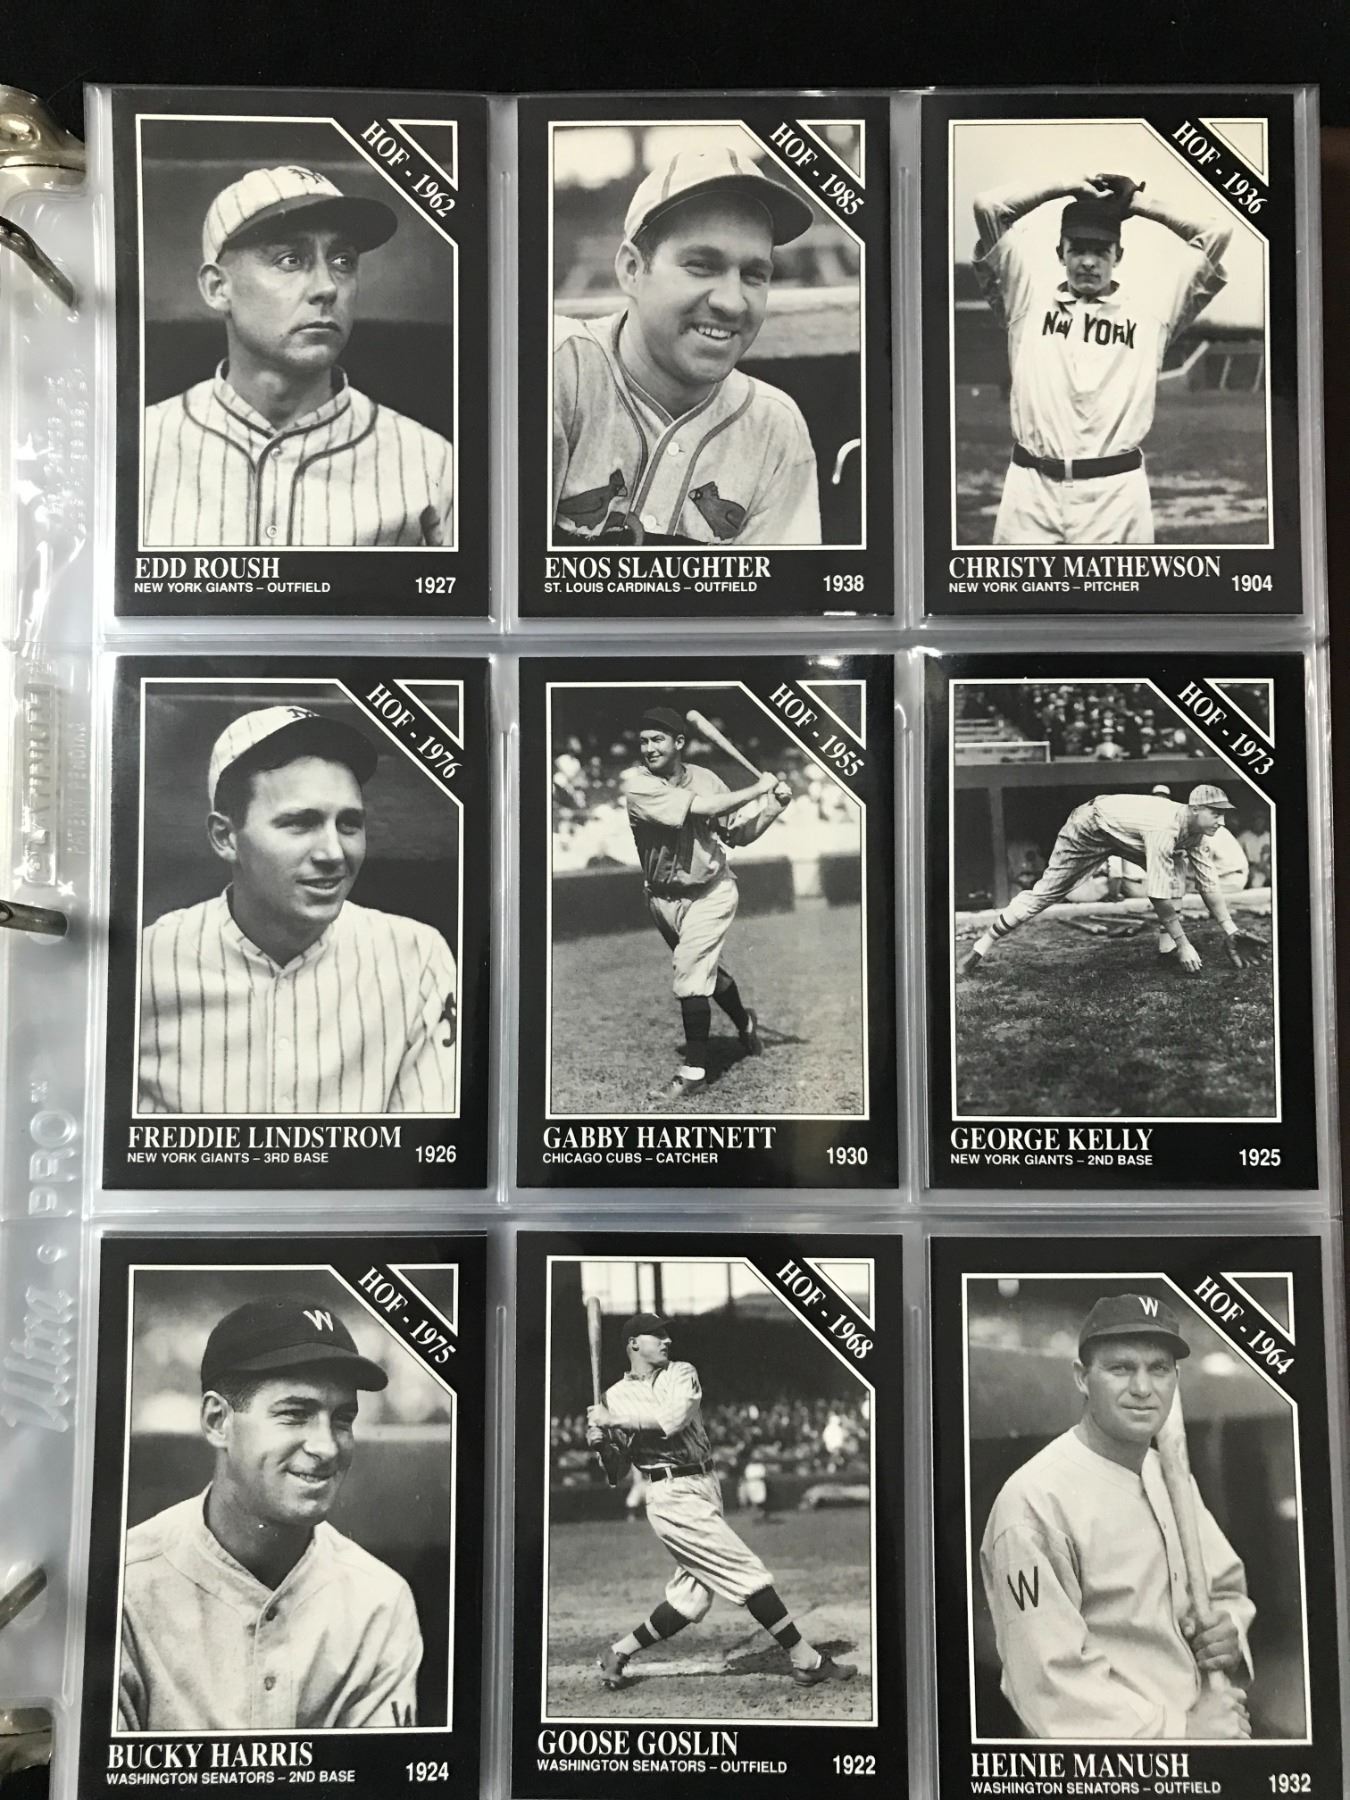 HOF - 1962
EDD ROUSH
NEW YORK GIANTS – OUTFIELD
1927
HOF - 1985
ENOS SLAUGHTER
ST. LOUIS CARDINALS – OUTFIELD
1938
HOF - 1936
NEW YORK
CHRISTY MATHEWSON
NEW YORK GIANTS – PITCHER
1904
HOF - 1976
FREDDIE LINDSTROM
NEW YORK GIANTS – 3RD BASE
1926
HOF - 1955
GABBY HARTNETT
CHICAGO CUBS – CATCHER
1930
HOF - 1973
GEORGE KELLY
NEW YORK GIANTS – 2ND BASE
1925
HOF - 1975
W
W
BUCKY HARRIS
WASHINGTON SENATORS – 2ND BASE
1924
HOF - 1968
GOOSE GOSLIN
WASHINGTON SENATORS – OUTFIELD
1922
HOF - 1964
W
W
HEINIE MANUSH
WASHINGTON SENATORS – OUTFIELD
1932
Ultra PRO™
PLATINUM